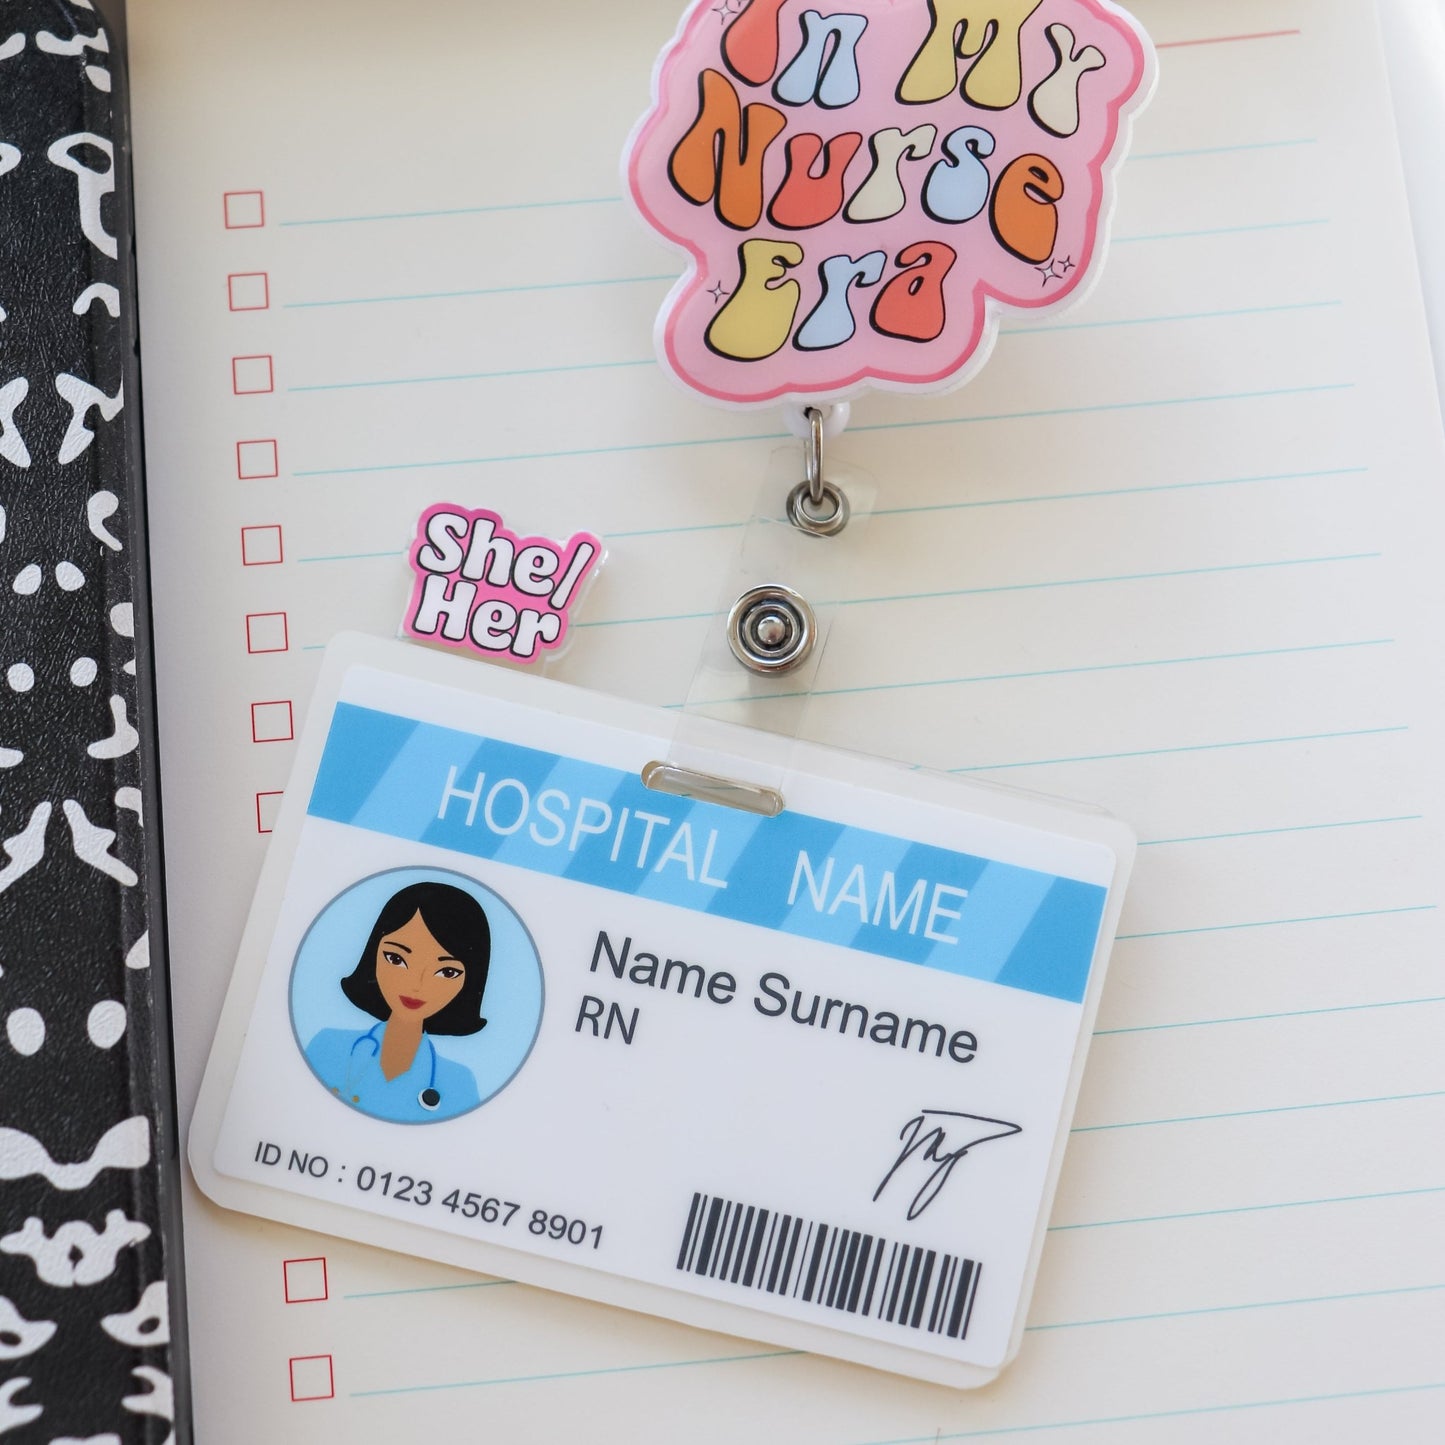 In My
Nurse
Era
She/
Her
HOSPITAL NAME
Name Surname
RN
ID NO : 0123 4567 8901